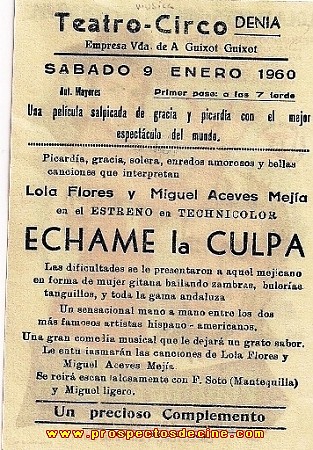 MUSICA
Teatro-Circo DENIA
Empresa Vda. de A Guixot Guixot
SABADO 9 ENERO 1960
Aut. Mayores Primer pase: a las 7 tarde
Una película salpicada de gracia y picardía con el mejor
espectáculo del mundo.
Picardía, gracia, solera, enredos amorosos y bellas
canciones que interpretan
Lola Flores y Miguel Aceves Mejía
en el ESTRENO en TECHNICOLOR
ECHAME la CULPA
Las dificultades se le presentaron a aquel mejicano
en forma de mujer gitana bailando zambras, bulerías
tanguillos, y toda la gama andaluza
Un sensacional mano a mano entre los dos
más famosos artistas hispano - americanos.
Una gran comedia musical que le dejará un grato sabor.
Le entu iasmarán las canciones de Lola Flores y
Miguel Aceves Mejía
Se reirá escan lalosamente con F. Soto (Mantequilla)
y Miguel ligero.
Un precioso Complemento
www.prospectosdecine.com